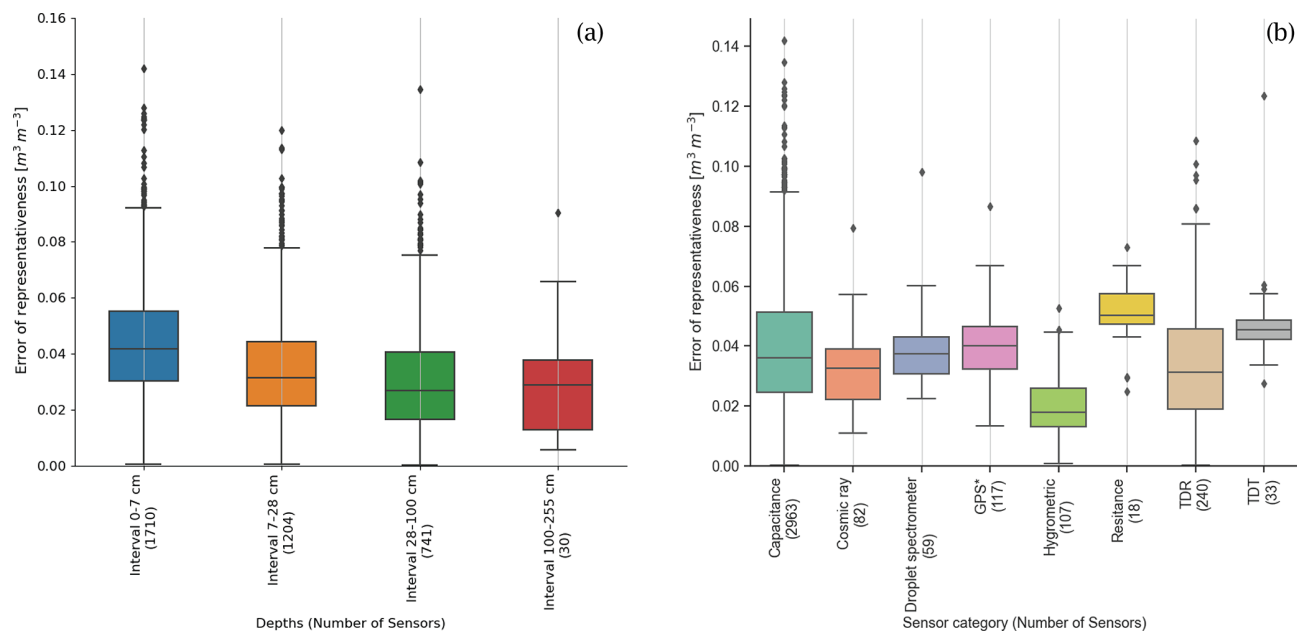 (a)
Error of representativeness [m³ m⁻³]
0.16
0.14
0.12
0.10
0.08
0.06
0.04
0.02
0.00
Interval 0-7 cm
(1710)
Interval 7-28 cm
(1204)
Interval 28-100 cm
(741)
Interval 100-255 cm
(30)
Depths (Number of Sensors)
(b)
Error of representativeness [m³ m⁻³]
0.14
0.12
0.10
0.08
0.06
0.04
0.02
0.00
Capacitance
(2963)
Cosmic ray
(82)
Droplet spectrometer
(59)
GPS*
(117)
Hygrometric
(107)
Resitance
(18)
TDR
(240)
TDT
(33)
Sensor category (Number of Sensors)